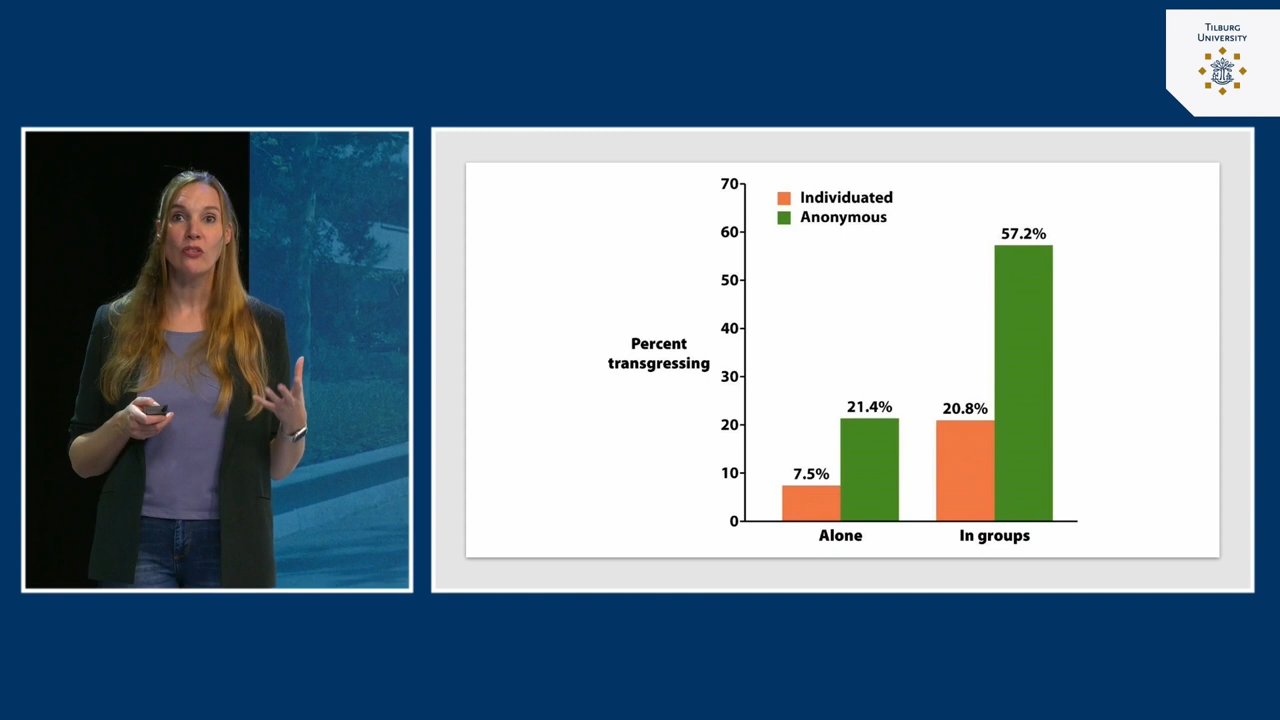 TILBURG
UNIVERSITY
70
Individuated
Anonymous
60
57.2%
50
40
Percent
transgressing
30
21.4%
20.8%
20
7.5%
10
0
Alone
In groups